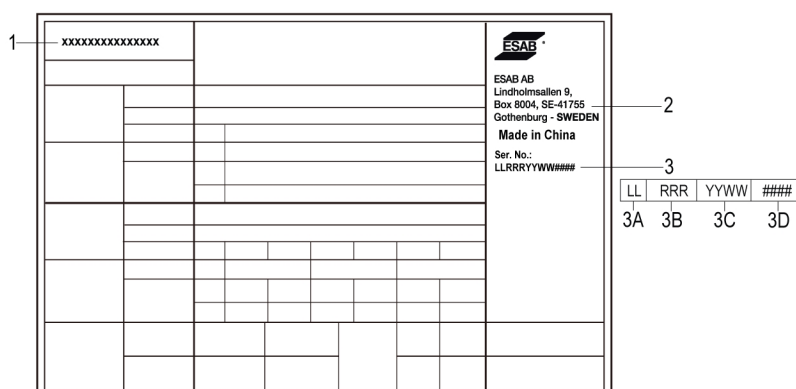 1
xxxxxxxxxxxxxxx
ESAB
ESAB AB
Lindholmsallen 9,
Box 8004, SE-41755
2
Gothenburg - SWEDEN
Made in China
Ser. No.:
LLRRRYYWW####
3
LL RRR YYWW ####
3A 3B 3C 3D